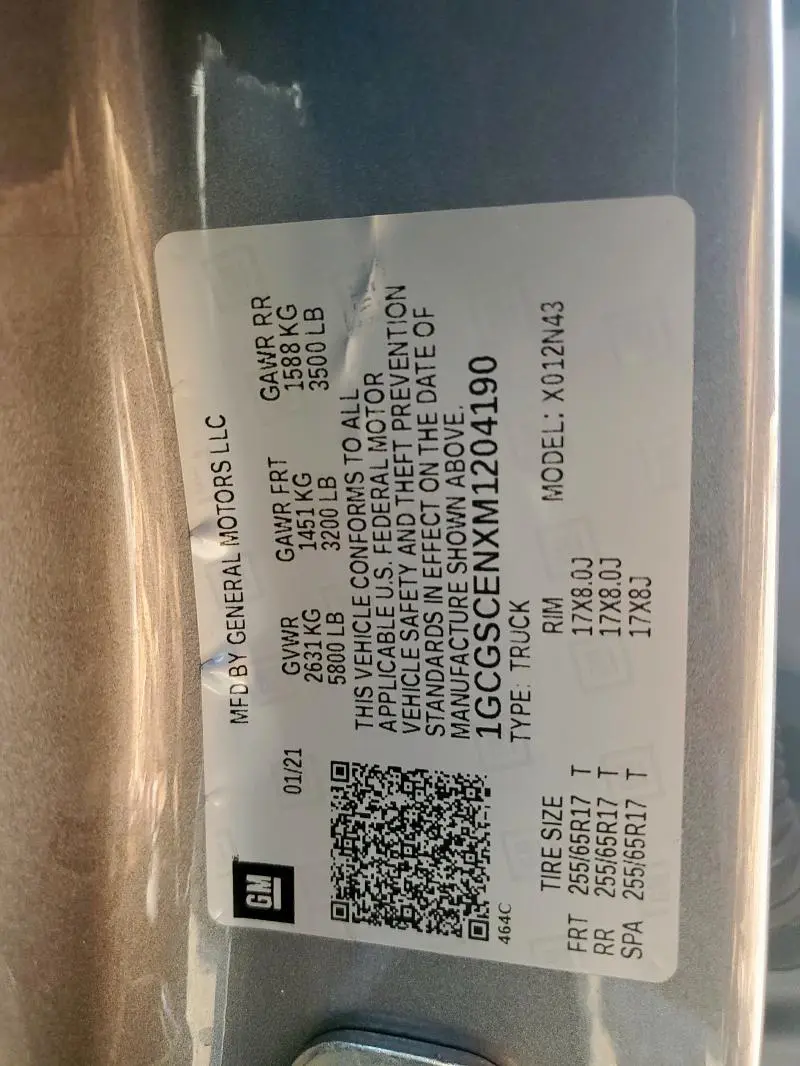 GM
MFD BY GENERAL MOTORS LLC
01/21
GVWR GAWR FRT GAWR RR
2631KG 1451 KG 1588 KG
5800 LB 3200 LB 3500 LB
THIS VEHICLE CONFORMS TO ALL
APPLICABLE U.S. FEDERAL MOTOR
VEHICLE SAFETY AND THEFT PREVENTION
STANDARDS IN EFFECT ON THE DATE OF
MANUFACTURE SHOWN ABOVE.
1GCGSCENXM1204190
464C
TYPE: TRUCK
TIRE SIZE RIM MODEL: X012N43
FRT 255/65R17 T 17X8.0J
RR 255/65R17 T 17X8.0J
SPA 255/65R17 T 17X8J